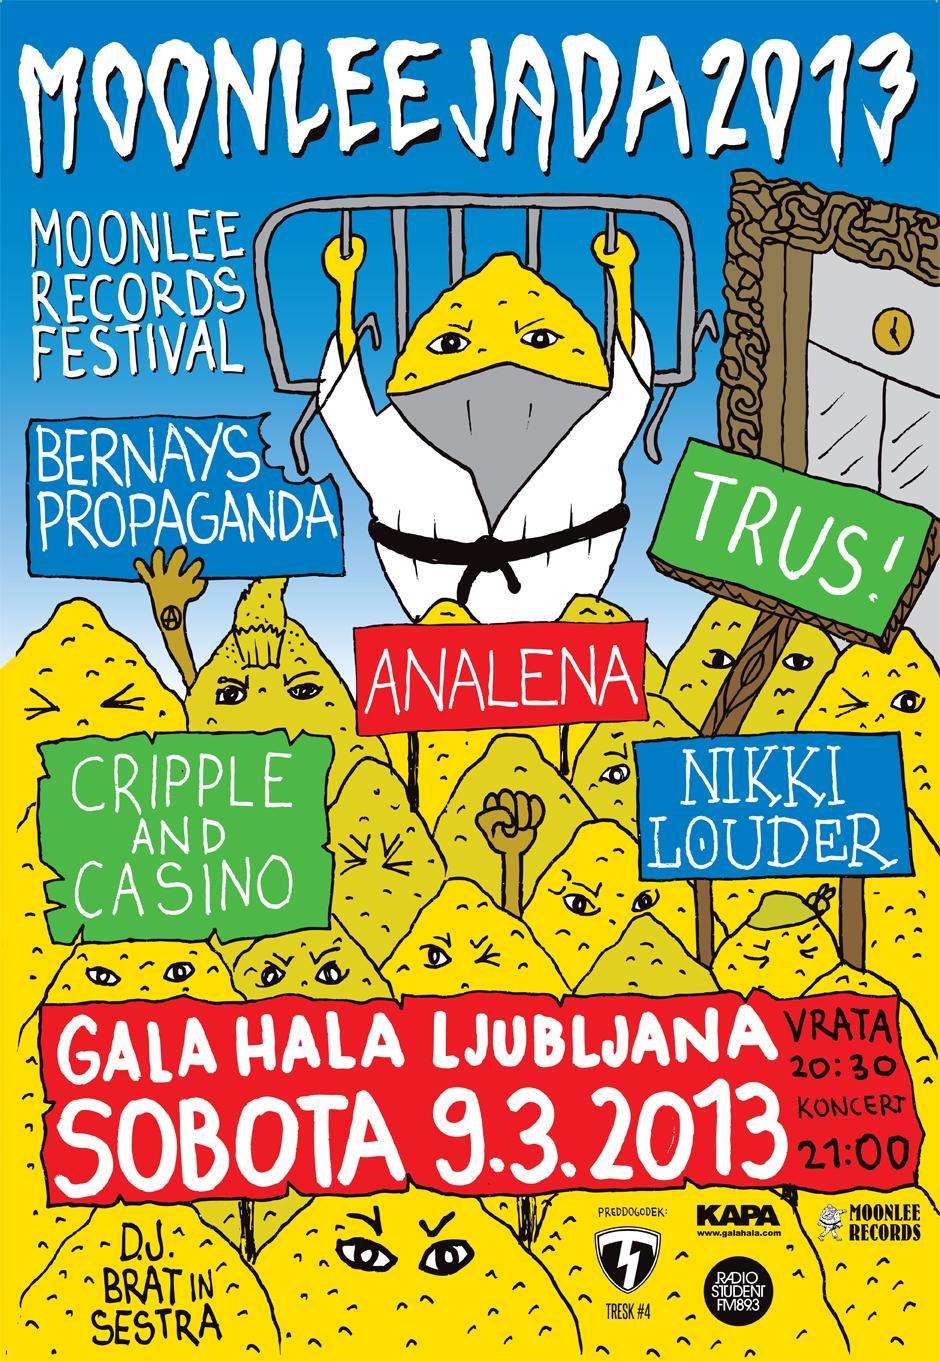 MOONLEEJADA 2013
MOONLEE
RECORDS
FESTIVAL
BERNAYS
PROPAGANDA
TRUS!
ANALENA
CRIPPLE
AND
CASINO
NIKKI
LOUDER
GALA HALA LJUBLJANA
SOBOTA 9.3.2013
VRATA
20:30
KONCERT
21:00
D.J.
BRAT IN
SESTRA
PREDDOGODEK:
TRESK #4
KAPA
www.galahala.com
RADIO
STUDENT
FM89.3
MOONLEE
RECORDS